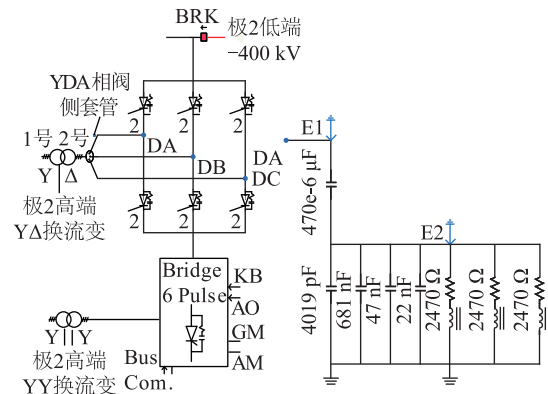 BRK
极2低端
−400 kV
YDA相阀
侧套管
1号 2号
Y Δ
极2高端
YΔ换流变
2 2 2
DA
DB
DC
2 2 2
Bridge
6 Pulse
KB
AO
GM
AM
Bus
Com.
Y Y
极2高端
YY换流变
DA
E1
470e-6 μF
E2
4019 pF
681 nF
47 nF
22 nF
2470 Ω
2470 Ω
2470 Ω